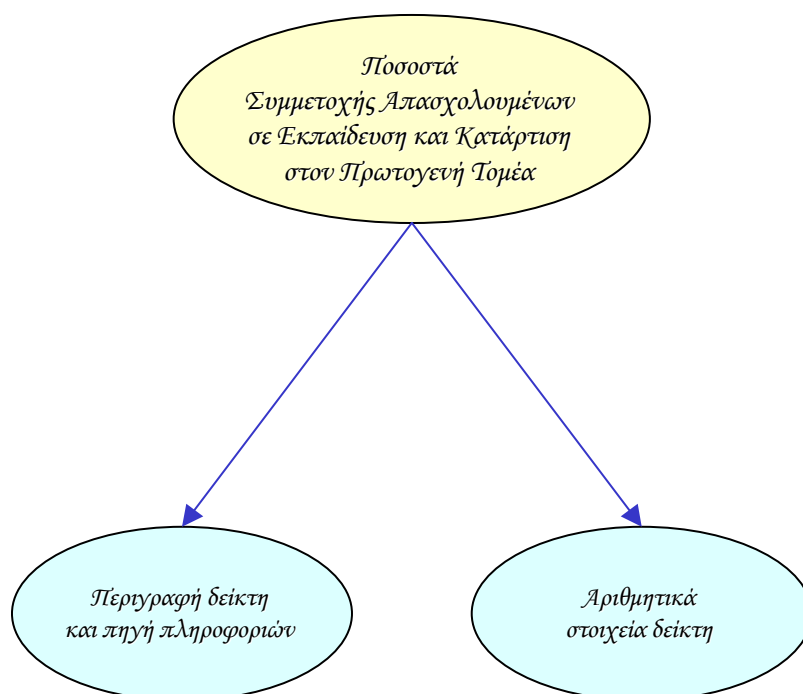 Ποσοστά
Συμμετοχής Απασχολουμένων
σε Εκπαίδευση και Κατάρτιση
στον Πρωτογενή Τομέα
Περιγραφή δείκτη
και πηγή πληροφοριών
Αριθμητικά
στοιχεία δείκτη